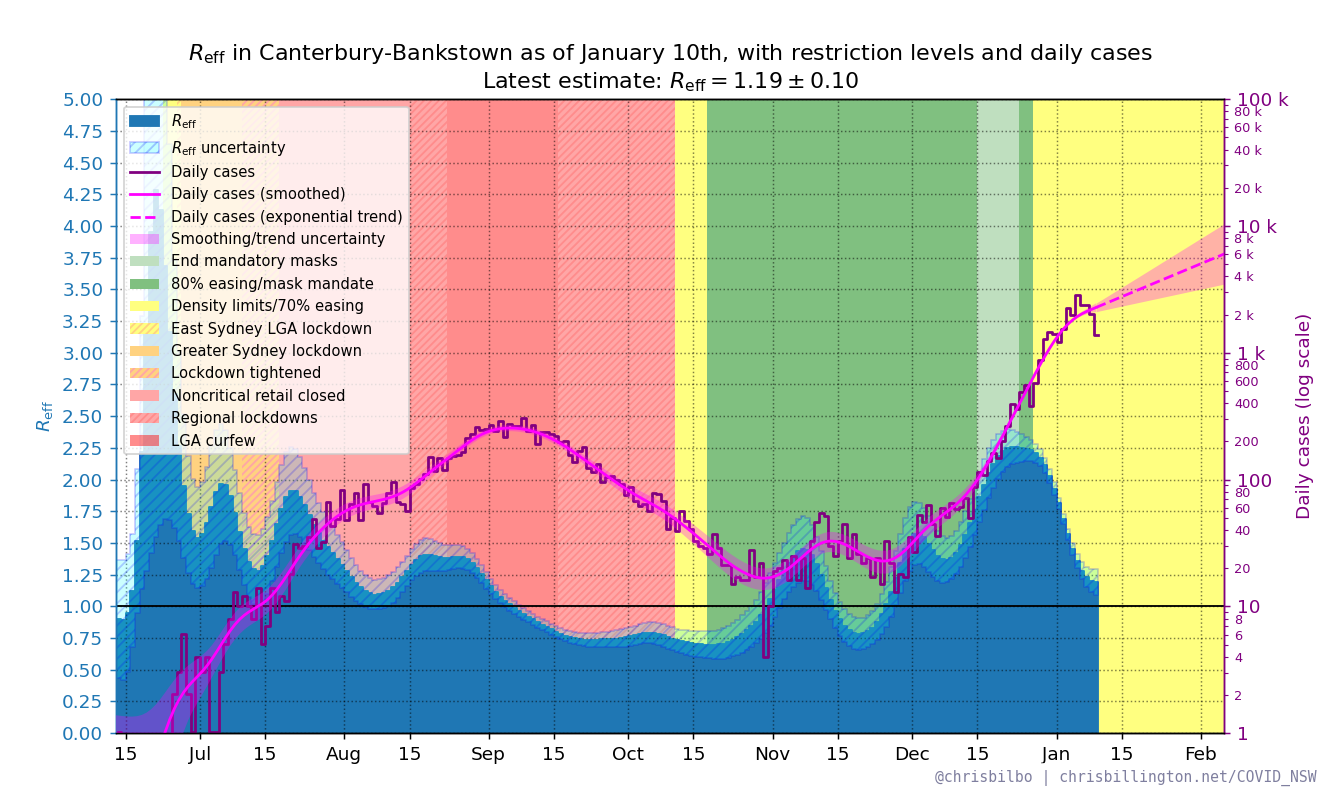 R_eff in Canterbury-Bankstown as of January 10th, with restriction levels and daily cases
Latest estimate: R_eff = 1.19 ± 0.10
R_eff
5.00
4.75
4.50
4.25
4.00
3.75
3.50
3.25
3.00
2.75
2.50
2.25
2.00
1.75
1.50
1.25
1.00
0.75
0.50
0.25
0.00
R_eff
R_eff uncertainty
Daily cases
Daily cases (smoothed)
Daily cases (exponential trend)
Smoothing/trend uncertainty
End mandatory masks
80% easing/mask mandate
Density limits/70% easing
East Sydney LGA lockdown
Greater Sydney lockdown
Lockdown tightened
Noncritical retail closed
Regional lockdowns
LGA curfew
100 k
80 k
60 k
40 k
20 k
10 k
8 k
6 k
4 k
2 k
1 k
800
600
400
200
100
80
60
40
20
10
8
6
4
2
1
Daily cases (log scale)
15 Jul 15 Aug 15 Sep 15 Oct 15 Nov 15 Dec 15 Jan 15 Feb
@chrisbilbo | chrisbillington.net/COVID_NSW